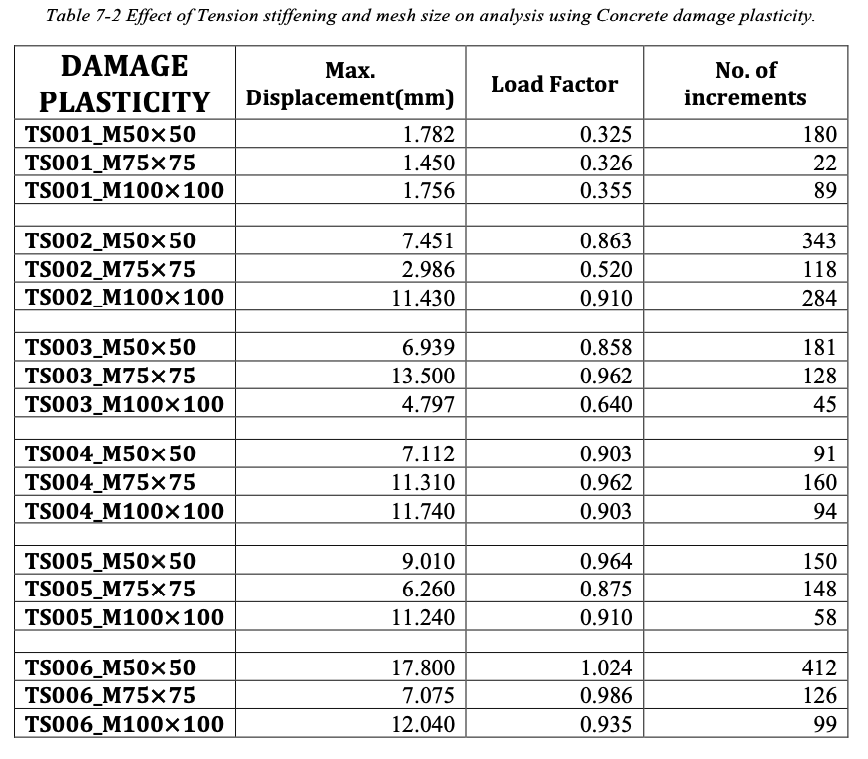 Table 7-2 Effect of Tension stiffening and mesh size on analysis using Concrete damage plasticity.
DAMAGE PLASTICITY Max. Displacement(mm) Load Factor No. of increments
TS001_M50×50 1.782 0.325 180
TS001_M75×75 1.450 0.326 22
TS001_M100×100 1.756 0.355 89
TS002_M50×50 7.451 0.863 343
TS002_M75×75 2.986 0.520 118
TS002_M100×100 11.430 0.910 284
TS003_M50×50 6.939 0.858 181
TS003_M75×75 13.500 0.962 128
TS003_M100×100 4.797 0.640 45
TS004_M50×50 7.112 0.903 91
TS004_M75×75 11.310 0.962 160
TS004_M100×100 11.740 0.903 94
TS005_M50×50 9.010 0.964 150
TS005_M75×75 6.260 0.875 148
TS005_M100×100 11.240 0.910 58
TS006_M50×50 17.800 1.024 412
TS006_M75×75 7.075 0.986 126
TS006_M100×100 12.040 0.935 99